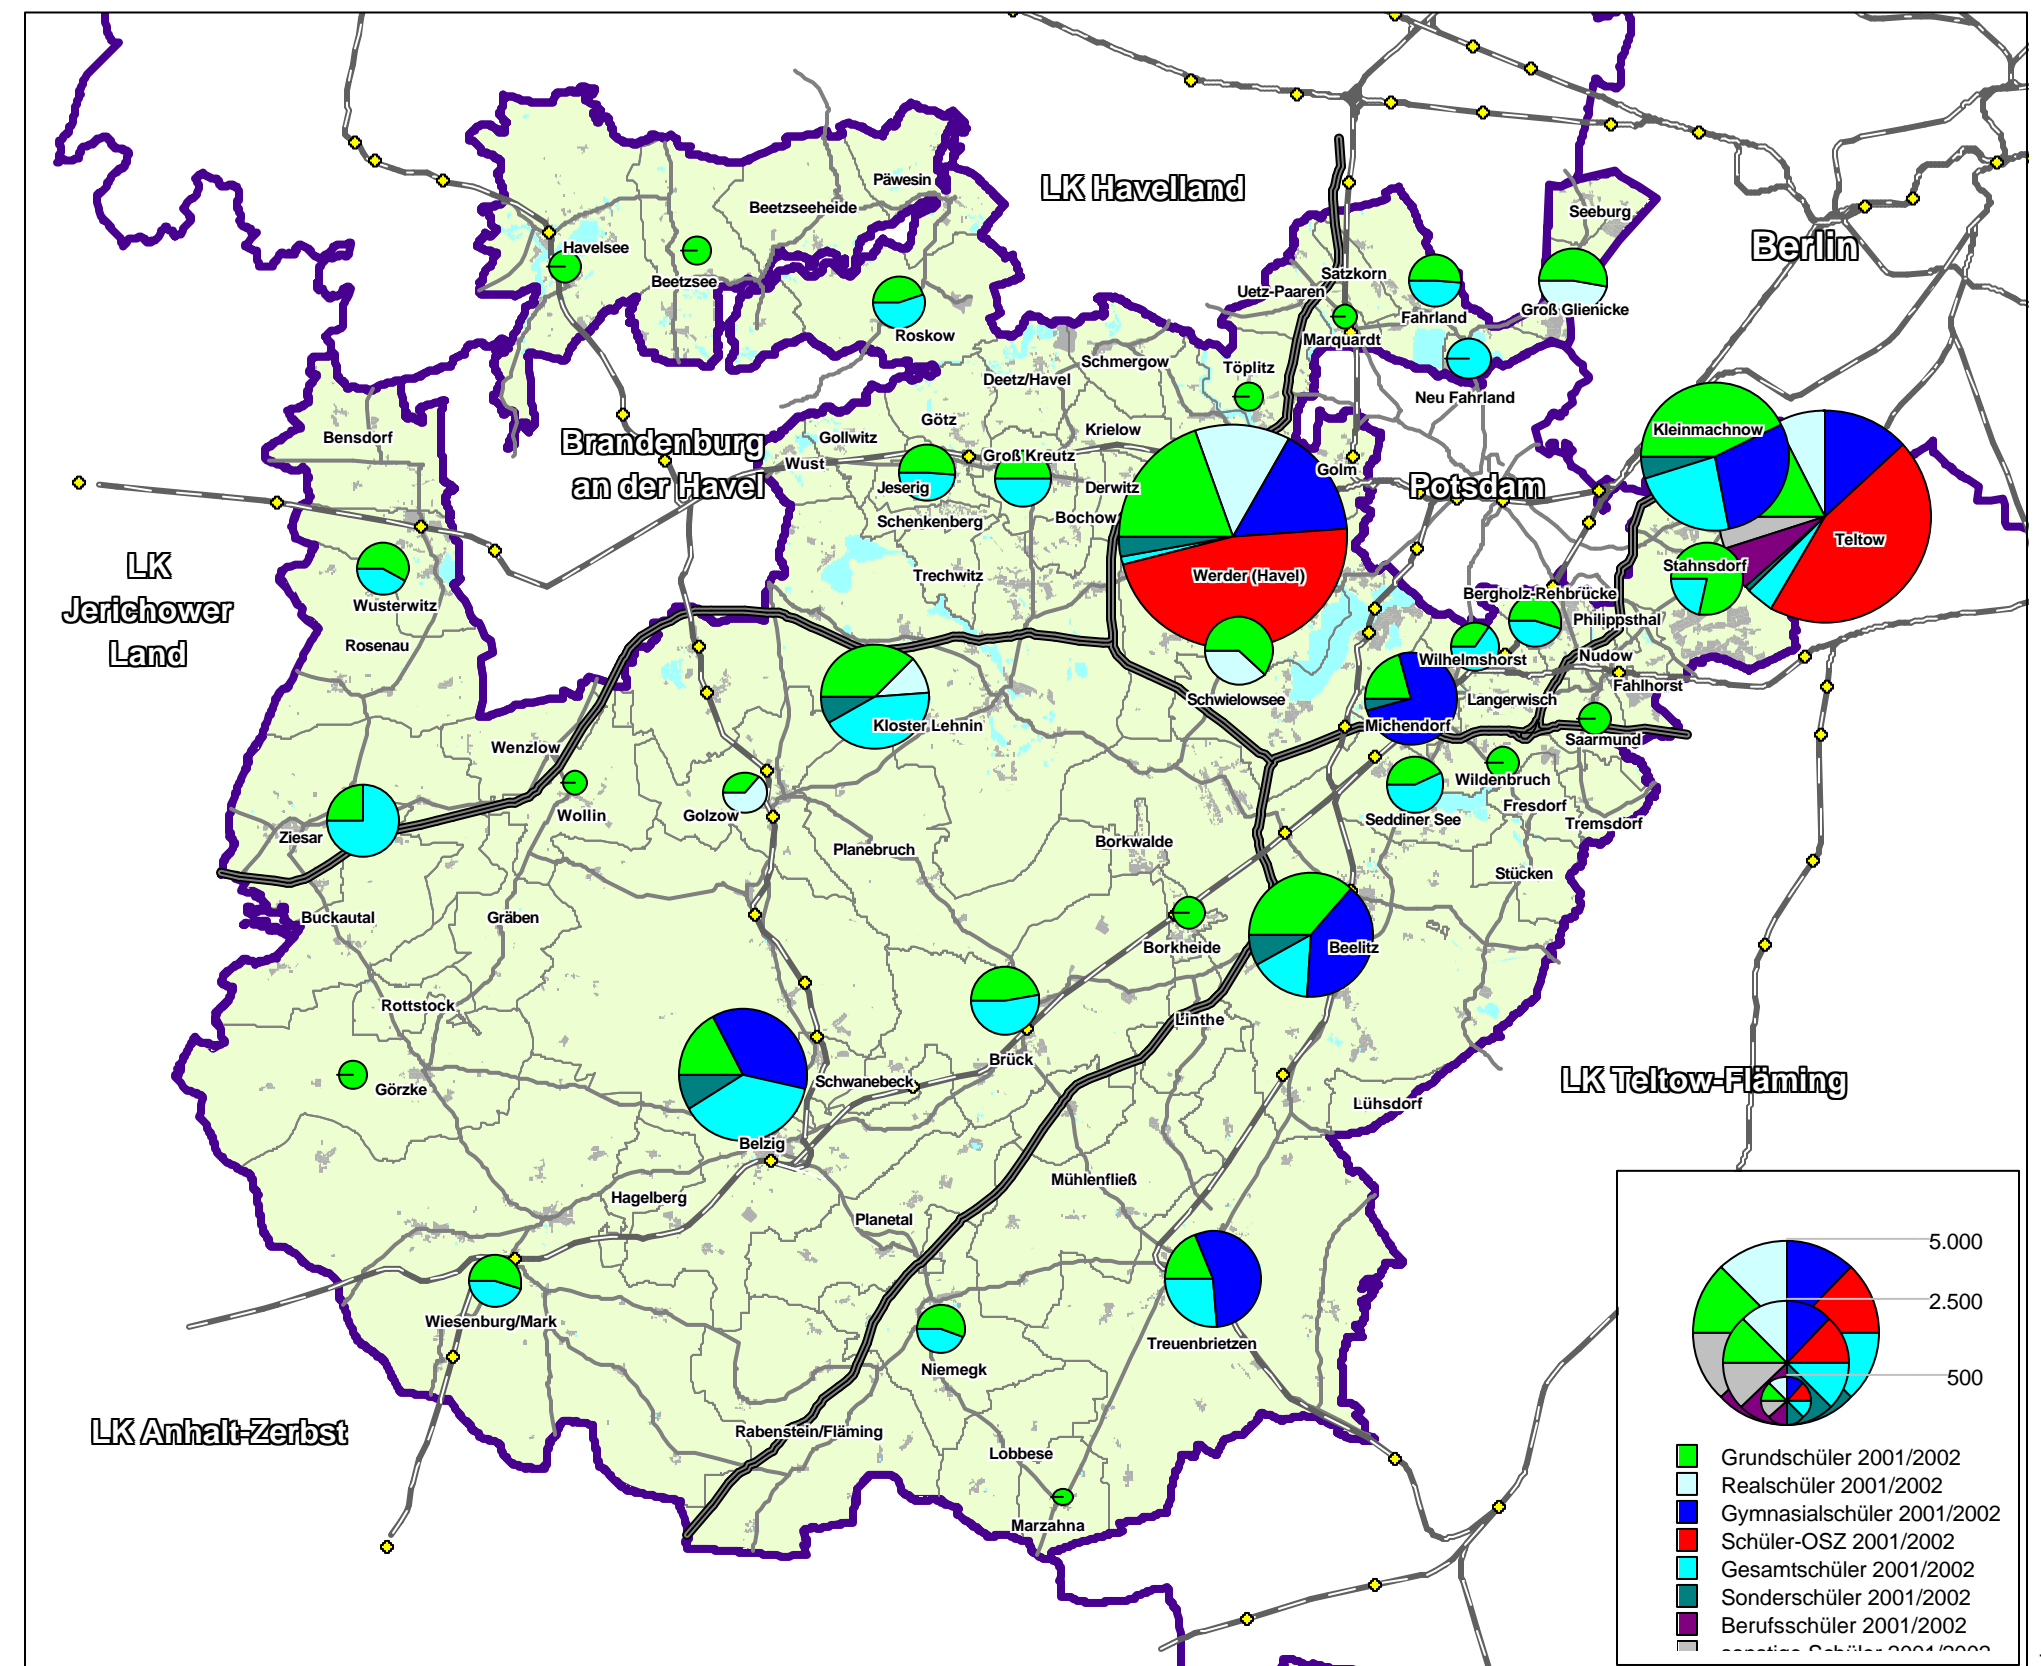 LK Havelland
Päwesin
Beetzseeheide
Seeburg
Berlin
Havelsee
Beetzsee
Satzkorn
Uetz-Paaren
Fahrland
Groß Glienicke
Roskow
Marquardt
Schmergow
Töplitz
Deetz/Havel
Neu Fahrland
Götz
Bensdorf
Brandenburg
an der Havel
Gollwitz
Krielow
Kleinmachnow
Wust
Groß Kreutz
Golm
Jeserig
Derwitz
Potsdam
Schenkenberg
Bochow
Teltow
LK
Jerichower
Land
Trechwitz
Werder (Havel)
Stahnsdorf
Wusterwitz
Bergholz-Rehbrücke
Philippsthal
Rosenau
Wilhelmshorst
Nudow
Fahlhorst
Schwielowsee
Langerwisch
Kloster Lehnin
Michendorf
Saarmund
Wenzlow
Wildenbruch
Wollin
Golzow
Fresdorf
Seddiner See
Tremsdorf
Ziesar
Planebruch
Borkwalde
Stücken
Buckautal
Gräben
Borkheide
Beelitz
Rottstock
Linthe
Brück
Schwanebeck
Görzke
LK Teltow-Fläming
Lühsdorf
Belzig
Mühlenfließ
Hagelberg
Planetal
Wiesenburg/Mark
Treuenbrietzen
Niemegk
LK Anhalt-Zerbst
Rabenstein/Fläming
Lobbese
Marzahna
5.000
2.500
500
Grundschüler 2001/2002
Realschüler 2001/2002
Gymnasialschüler 2001/2002
Schüler-OSZ 2001/2002
Gesamtschüler 2001/2002
Sonderschüler 2001/2002
Berufsschüler 2001/2002
sonstige Schüler 2001/2002